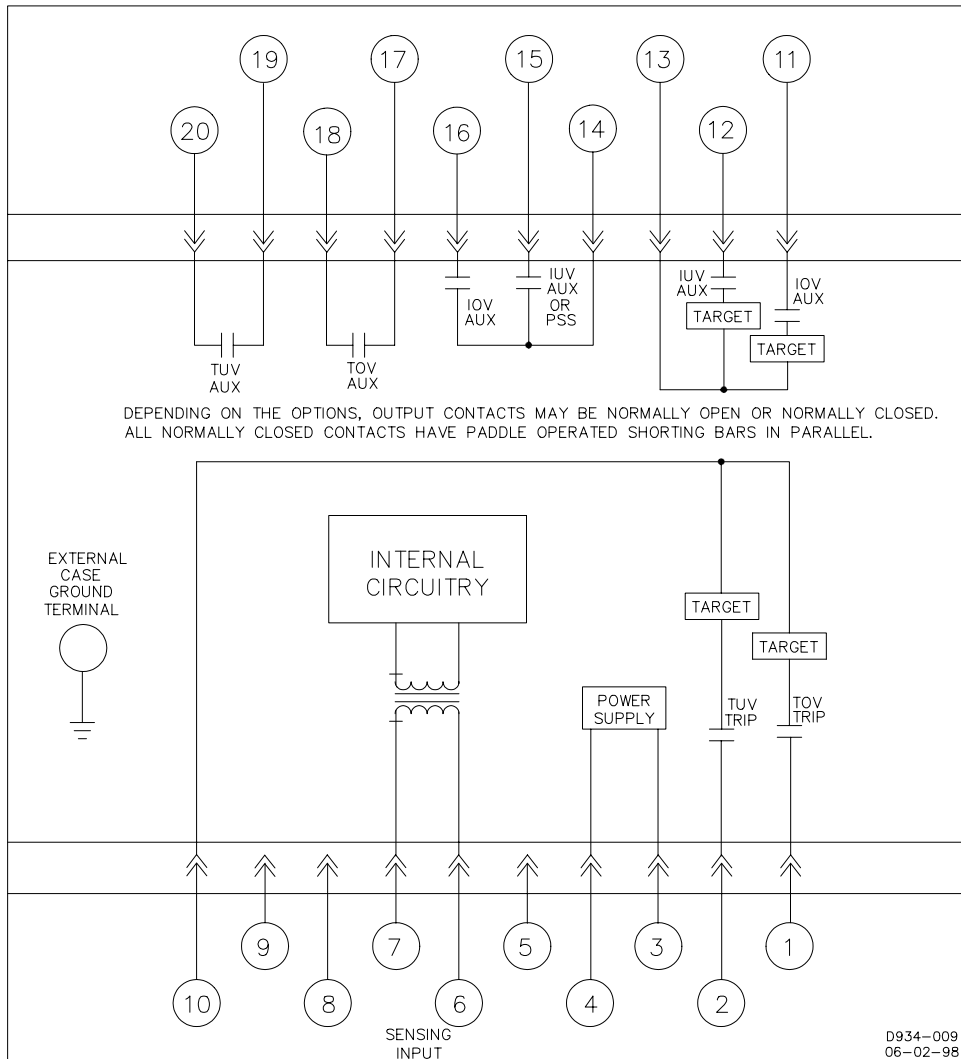 19
17
15
13
11
20
18
16
14
12
IOV
AUX
IUV
AUX
OR
PSS
IUV
AUX
TARGET
IOV
AUX
TARGET
TUV
AUX
TOV
AUX
DEPENDING ON THE OPTIONS, OUTPUT CONTACTS MAY BE NORMALLY OPEN OR NORMALLY CLOSED.
ALL NORMALLY CLOSED CONTACTS HAVE PADDLE OPERATED SHORTING BARS IN PARALLEL.
INTERNAL
CIRCUITRY
EXTERNAL
CASE
GROUND
TERMINAL
TARGET
TARGET
POWER
SUPPLY
TUV
TRIP
TOV
TRIP
9
7
5
3
1
10
8
6
4
2
SENSING
INPUT
D934-009
06-02-98